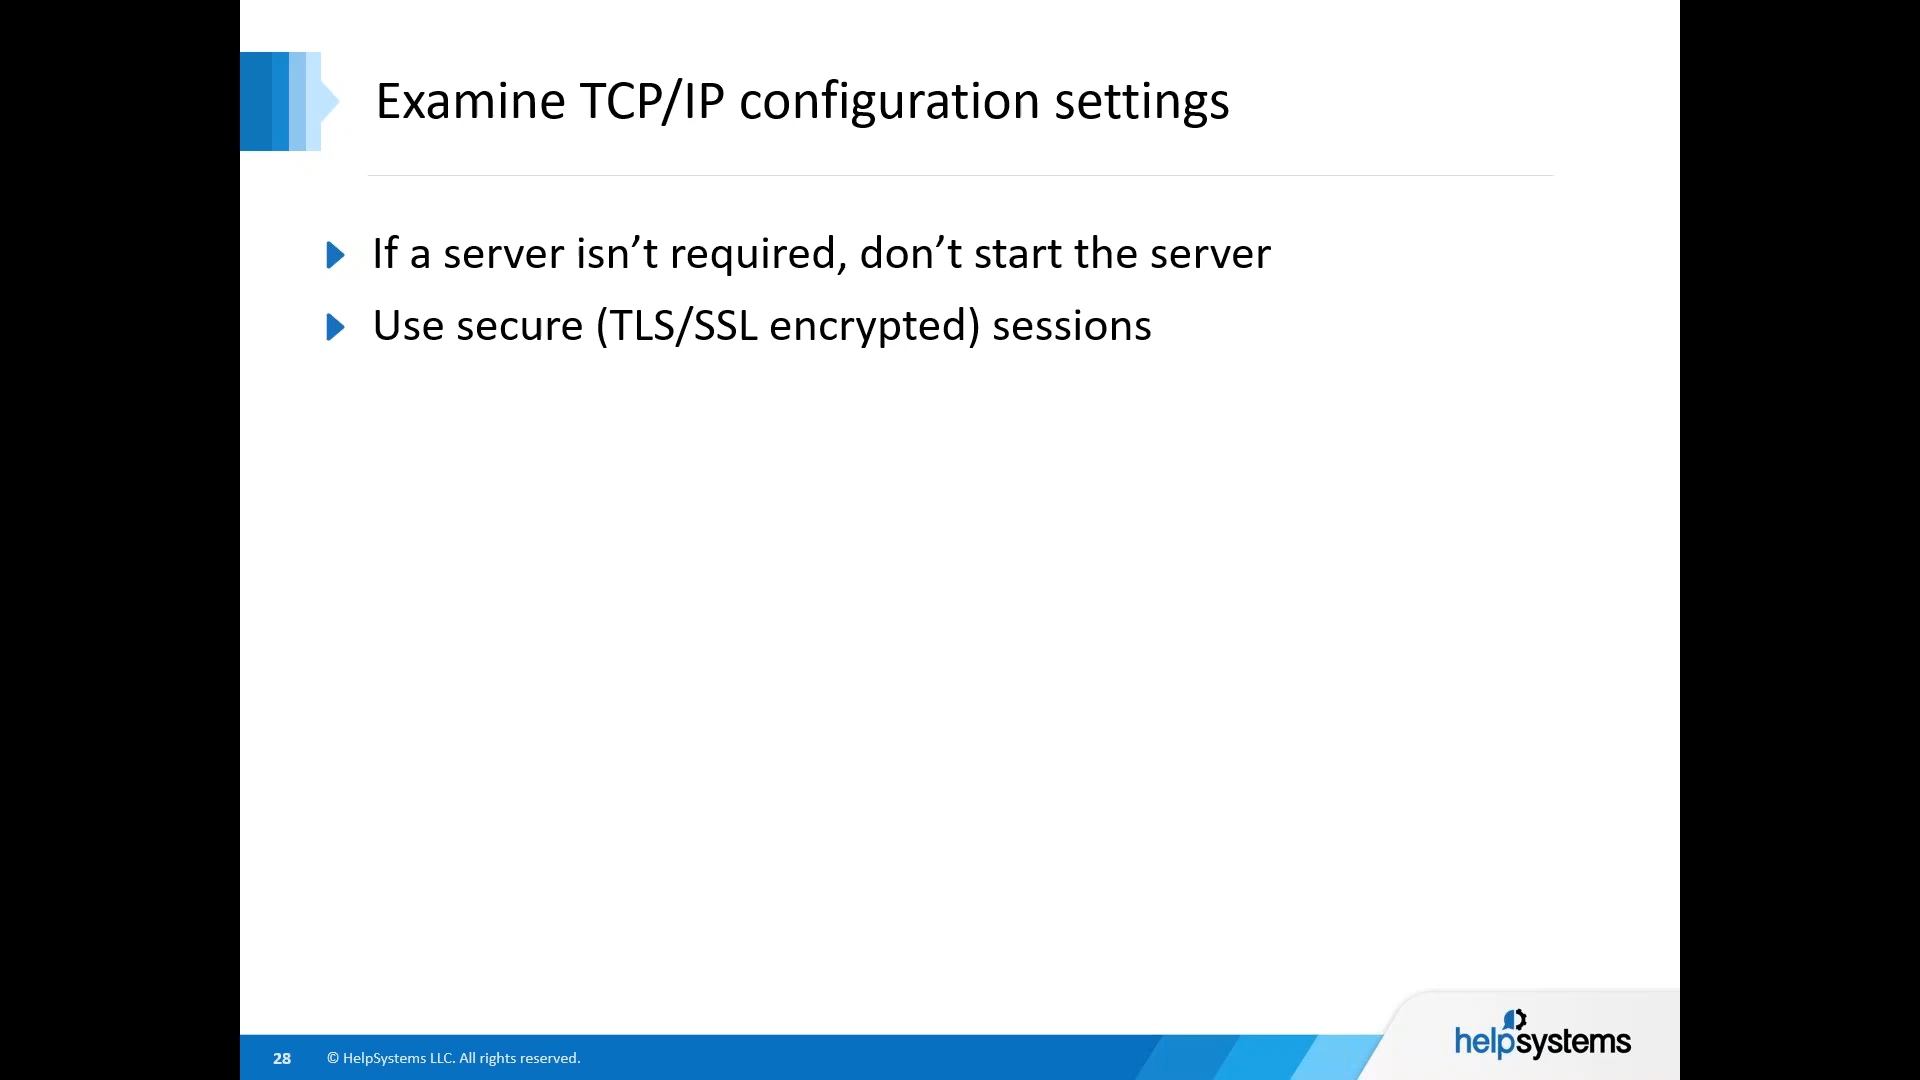 Examine TCP/IP configuration settings
If a server isn’t required, don’t start the server
Use secure (TLS/SSL encrypted) sessions
28 © HelpSystems LLC. All rights reserved.
helpsystems